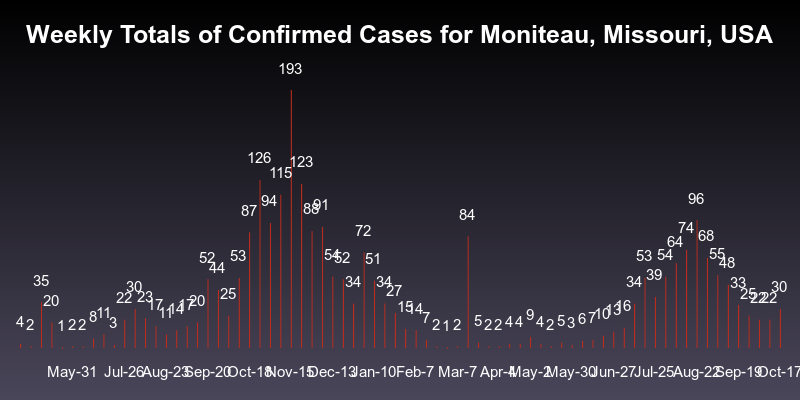 Weekly Totals of Confirmed Cases for Moniteau, Missouri, USA
4 2 35 20 1 2 2 8 11 3 22 30 23 17 11 14 17 20 52 44 25 53 87 126 94 115 193 123 88 91 54 52 34 72 51 34 27 15 14 7 2 1 2 84 5 2 2 4 4 9 4 2 5 3 6 7 10 13 16 34 53 39 54 64 74 96 68 55 48 33 25 22 22 30
May-31 Jul-26 Aug-23 Sep-20 Oct-18 Nov-15 Dec-13 Jan-10 Feb-7 Mar-7 Apr-4 May-2 May-30 Jun-27 Jul-25 Aug-22 Sep-19 Oct-17